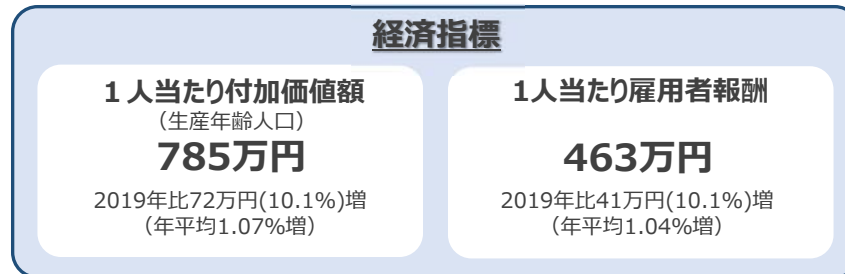 経済指標
1人当たり付加価値額
（生産年齢人口）
785万円
2019年比72万円(10.1%)増
（年平均1.07%増）
1人当たり雇用者報酬
463万円
2019年比41万円(10.1%)増
（年平均1.04%増）